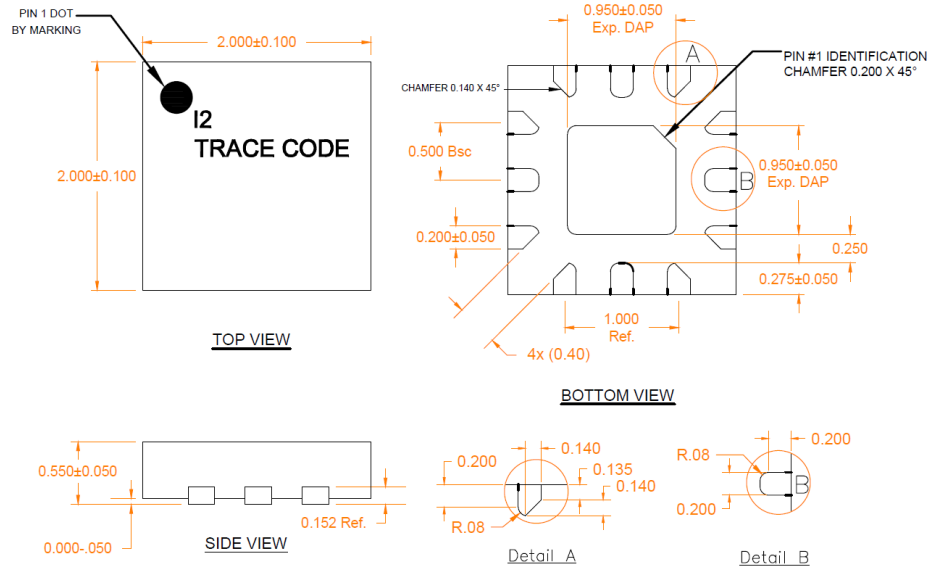 PIN 1 DOT
BY MARKING
2.000±0.100
2.000±0.100
I2
TRACE CODE
TOP VIEW
0.950±0.050
Exp. DAP
A
PIN #1 IDENTIFICATION
CHAMFER 0.200 X 45°
CHAMFER 0.140 X 45°
0.500 Bsc
0.950±0.050
Exp. DAP
B
0.200±0.050
0.250
0.275±0.050
1.000
Ref.
4x (0.40)
BOTTOM VIEW
0.550±0.050
0.152 Ref.
0.000-.050
SIDE VIEW
0.140
0.200
0.135
0.140
R.08
Detail A
0.200
R.08
B
0.200
Detail B